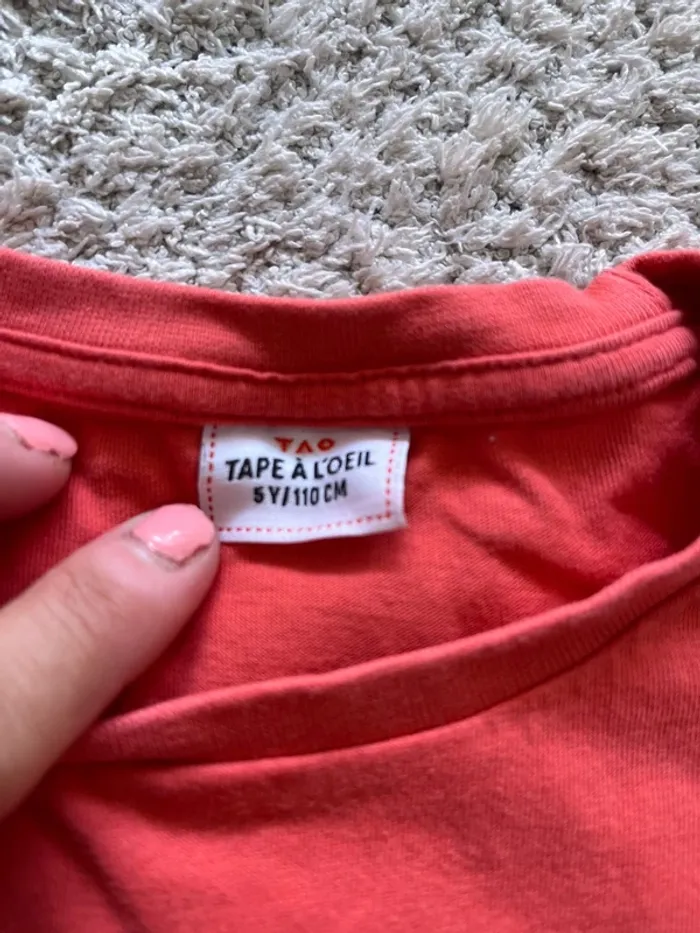 TAO
TAPE À L'OEIL
5Y/110CM